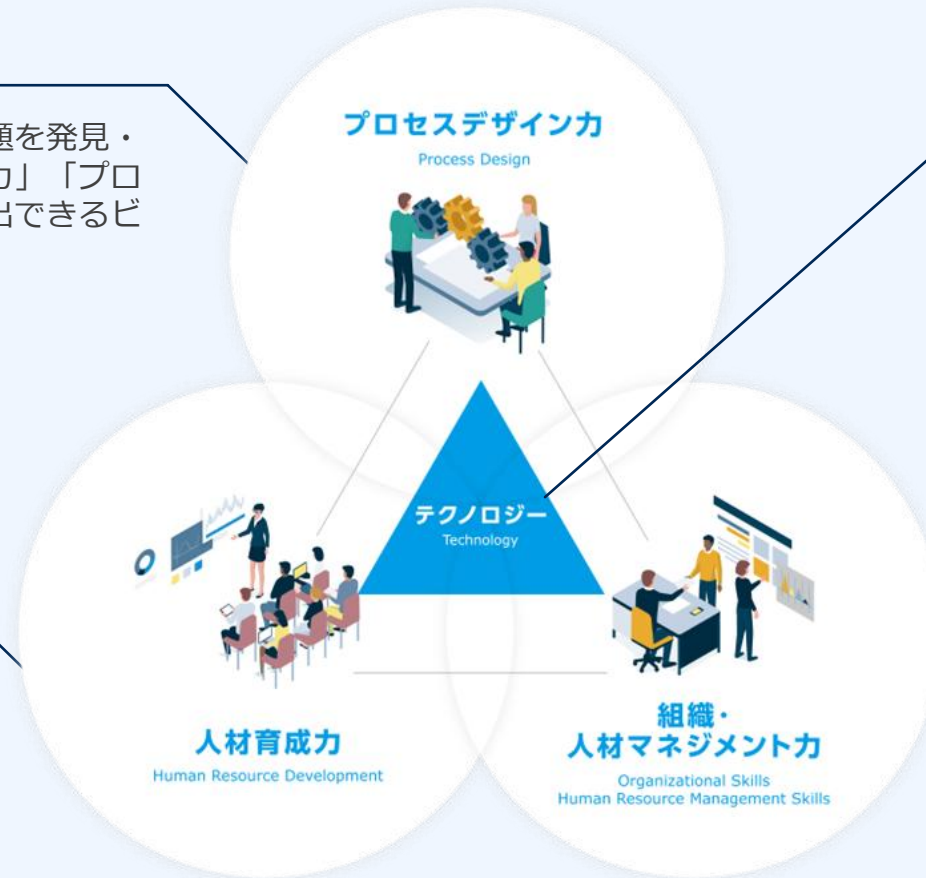 題を発見・
力」「プロ
出できるビ
プロセスデザイン力
Process Design
テクノロジー
Technology
人材育成力
Human Resource Development
組織・
人材マネジメント力
Organizational Skills
Human Resource Management Skills